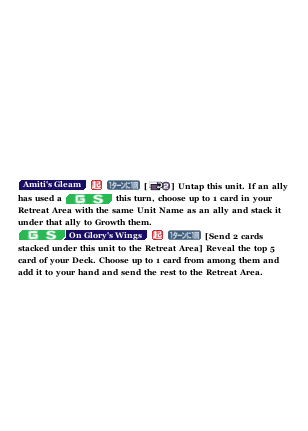 Amiti's Gleam 起 1ターンに1回 [ 2] Untap this unit. If an ally
has used a G S this turn, choose up to 1 card in your
Retreat Area with the same Unit Name as an ally and stack it
under that ally to Growth them.
G S On Glory's Wings 起 1ターンに1回 [Send 2 cards
stacked under this unit to the Retreat Area] Reveal the top 5
card of your Deck. Choose up to 1 card from among them and
add it to your hand and send the rest to the Retreat Area.